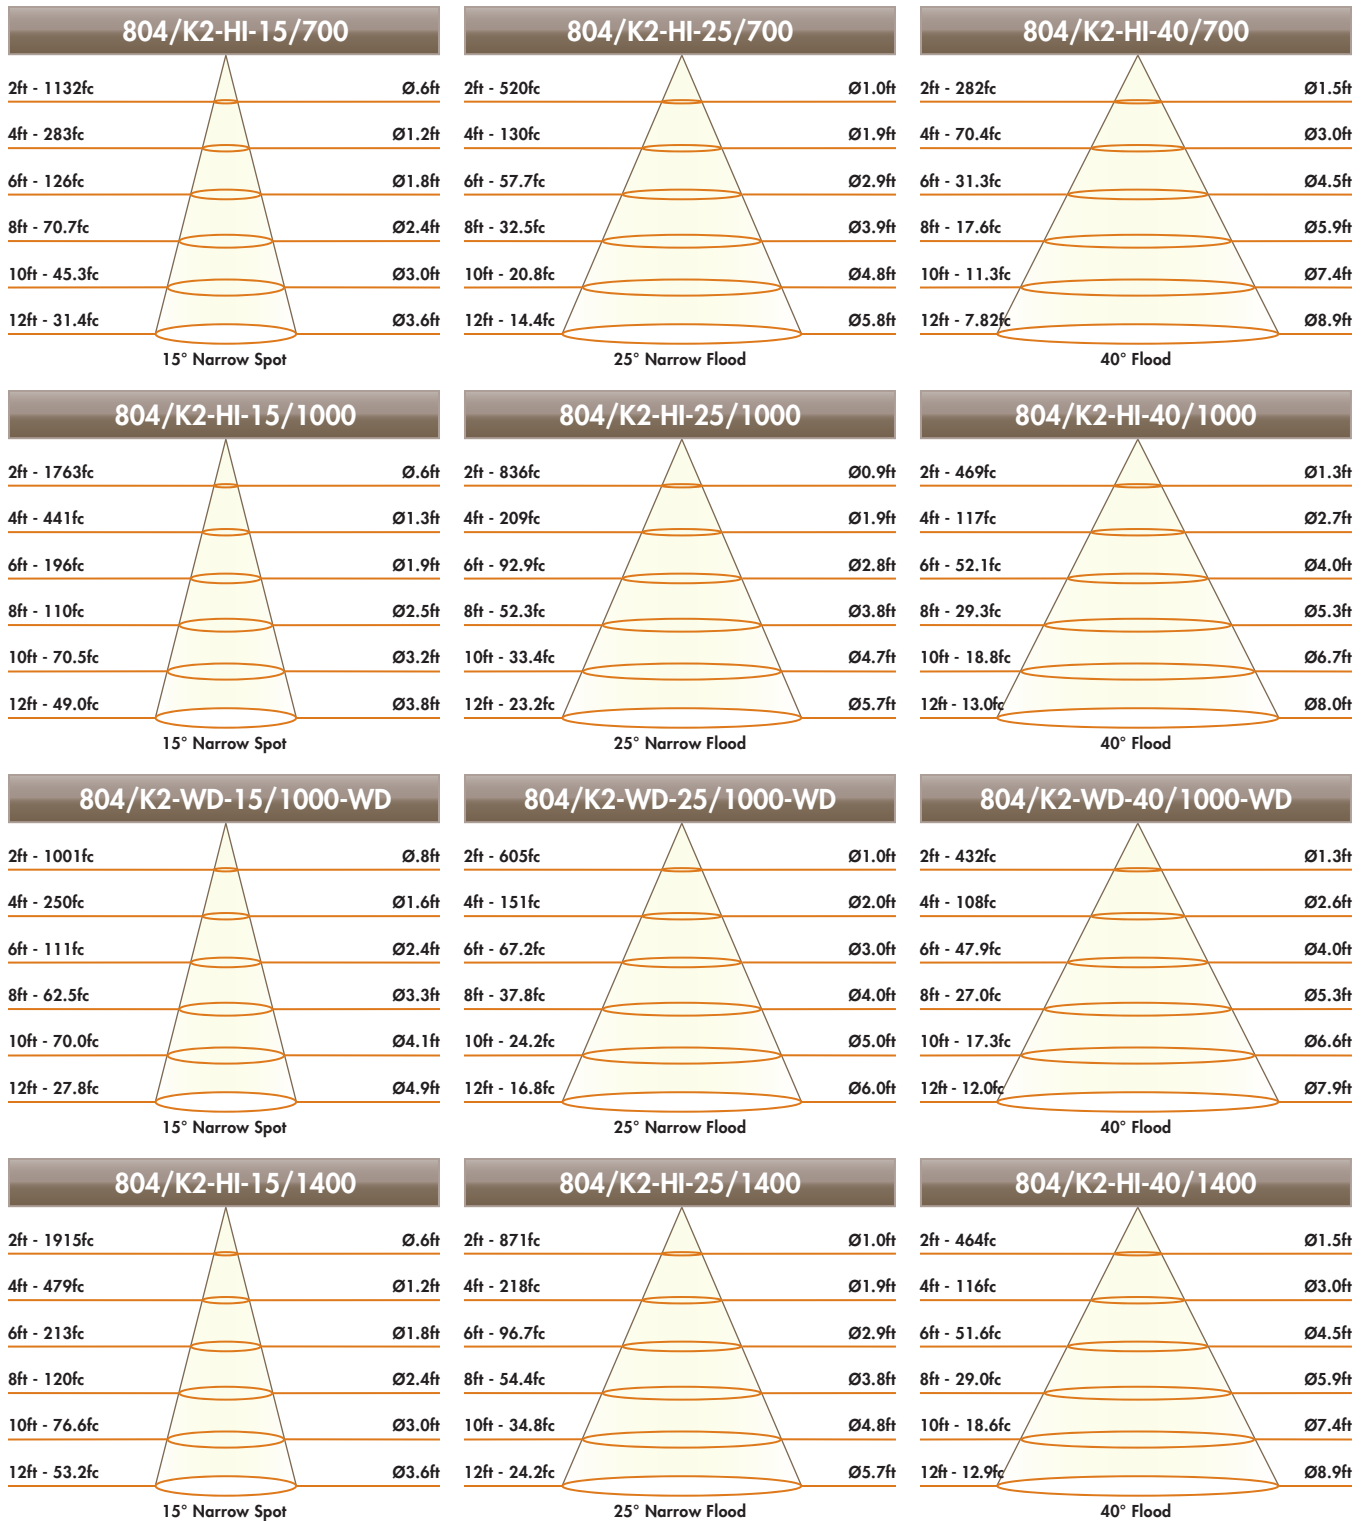 804/K2-HI-15/700
2ft - 1132fc Ø.6ft
4ft - 283fc Ø1.2ft
6ft - 126fc Ø1.8ft
8ft - 70.7fc Ø2.4ft
10ft - 45.3fc Ø3.0ft
12ft - 31.4fc Ø3.6ft
15° Narrow Spot
804/K2-HI-25/700
2ft - 520fc Ø1.0ft
4ft - 130fc Ø1.9ft
6ft - 57.7fc Ø2.9ft
8ft - 32.5fc Ø3.9ft
10ft - 20.8fc Ø4.8ft
12ft - 14.4fc Ø5.8ft
25° Narrow Flood
804/K2-HI-40/700
2ft - 282fc Ø1.5ft
4ft - 70.4fc Ø3.0ft
6ft - 31.3fc Ø4.5ft
8ft - 17.6fc Ø5.9ft
10ft - 11.3fc Ø7.4ft
12ft - 7.82fc Ø8.9ft
40° Flood
804/K2-HI-15/1000
2ft - 1763fc Ø.6ft
4ft - 441fc Ø1.3ft
6ft - 196fc Ø1.9ft
8ft - 110fc Ø2.5ft
10ft - 70.5fc Ø3.2ft
12ft - 49.0fc Ø3.8ft
15° Narrow Spot
804/K2-HI-25/1000
2ft - 836fc Ø0.9ft
4ft - 209fc Ø1.9ft
6ft - 92.9fc Ø2.8ft
8ft - 52.3fc Ø3.8ft
10ft - 33.4fc Ø4.7ft
12ft - 23.2fc Ø5.7ft
25° Narrow Flood
804/K2-HI-40/1000
2ft - 469fc Ø1.3ft
4ft - 117fc Ø2.7ft
6ft - 52.1fc Ø4.0ft
8ft - 29.3fc Ø5.3ft
10ft - 18.8fc Ø6.7ft
12ft - 13.0fc Ø8.0ft
40° Flood
804/K2-WD-15/1000-WD
2ft - 1001fc Ø.8ft
4ft - 250fc Ø1.6ft
6ft - 111fc Ø2.4ft
8ft - 62.5fc Ø3.3ft
10ft - 70.0fc Ø4.1ft
12ft - 27.8fc Ø4.9ft
15° Narrow Spot
804/K2-WD-25/1000-WD
2ft - 605fc Ø1.0ft
4ft - 151fc Ø2.0ft
6ft - 67.2fc Ø3.0ft
8ft - 37.8fc Ø4.0ft
10ft - 24.2fc Ø5.0ft
12ft - 16.8fc Ø6.0ft
25° Narrow Flood
804/K2-WD-40/1000-WD
2ft - 432fc Ø1.3ft
4ft - 108fc Ø2.6ft
6ft - 47.9fc Ø4.0ft
8ft - 27.0fc Ø5.3ft
10ft - 17.3fc Ø6.6ft
12ft - 12.0fc Ø7.9ft
40° Flood
804/K2-HI-15/1400
2ft - 1915fc Ø.6ft
4ft - 479fc Ø1.2ft
6ft - 213fc Ø1.8ft
8ft - 120fc Ø2.4ft
10ft - 76.6fc Ø3.0ft
12ft - 53.2fc Ø3.6ft
15° Narrow Spot
804/K2-HI-25/1400
2ft - 871fc Ø1.0ft
4ft - 218fc Ø1.9ft
6ft - 96.7fc Ø2.9ft
8ft - 54.4fc Ø3.8ft
10ft - 34.8fc Ø4.8ft
12ft - 24.2fc Ø5.7ft
25° Narrow Flood
804/K2-HI-40/1400
2ft - 464fc Ø1.5ft
4ft - 116fc Ø3.0ft
6ft - 51.6fc Ø4.5ft
8ft - 29.0fc Ø5.9ft
10ft - 18.6fc Ø7.4ft
12ft - 12.9fc Ø8.9ft
40° Flood